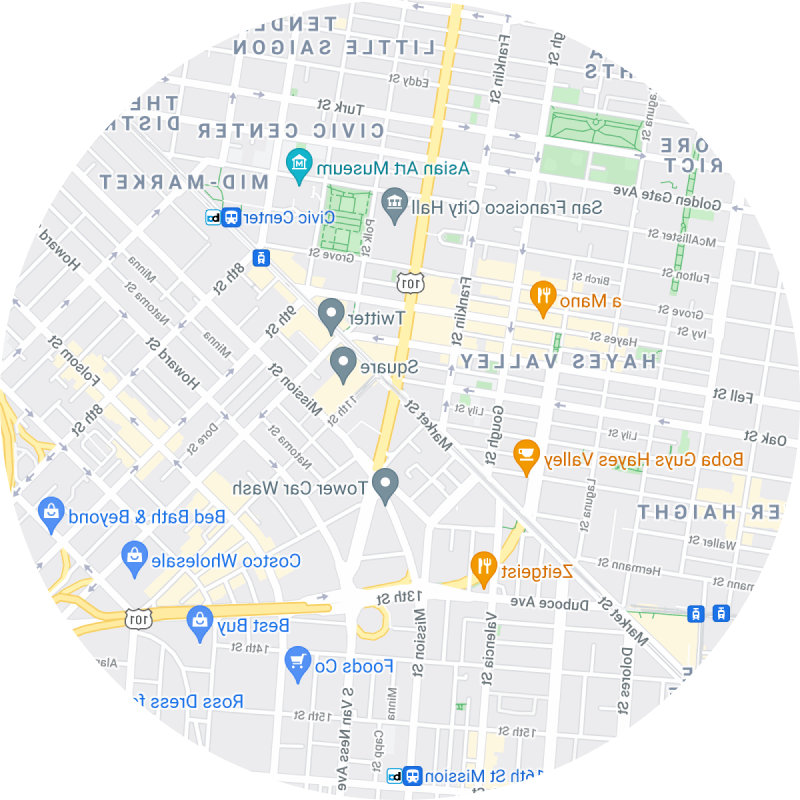 TENDE
LITTLE SAIGON
Franklin St
gh St
HTS
Eddy St
Laguna St
THE
DISTR
Turk St
CIVIC CENTER
ORE
RICT
MID-MARKET
Asian Art Museum
Golden Gate Ave
San Francisco City Hall
Civic Center
Polk St
McAllister St
Howard
Grove St
Fulton St
Minna
8th St
101
Franklin St
Birch St
a Mano
Natoma St
9th St
Twitter
Grove St
Ivy St
Minna
Hayes St
HAYES VALLEY
Folsom St
Howard St
Square
Mission St
11th St
Fell St
8th St
Dore St
Natoma St
Market St
Gough St
Lily St
Lily St
Oak St
Boba Guys Hayes Valley
Tower Car Wash
Laguna St
Bed Bath & Beyond
ER HAIGHT
Waller St
Costco Wholesale
Zeitgeist
Hermann St
mann St
101
13th St
Duboce Ave
Best Buy
Mission St
Valencia St
Market St
14th St
Foods Co
Dolores St
Alam
Ross Dress f
S Van Ness Ave
Minna
Capp St
15th St
15th St
16th St Mission